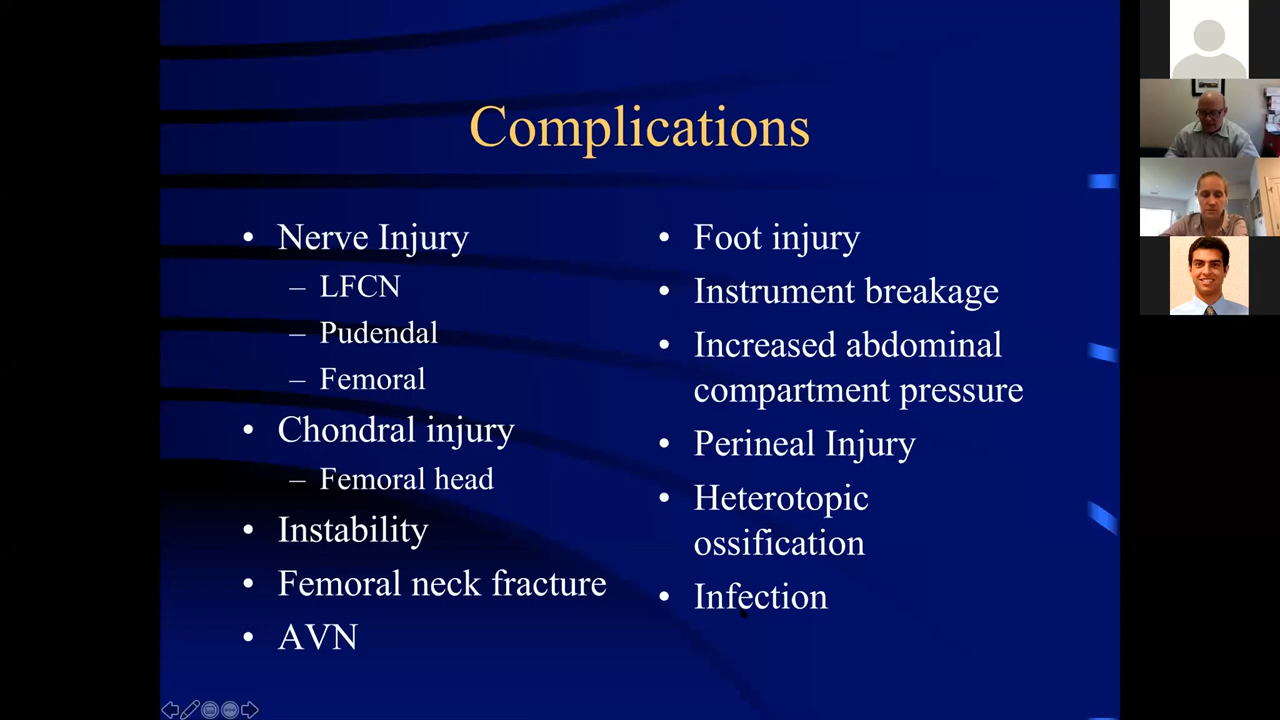 Complications
• Nerve Injury
– LFCN
– Pudendal
– Femoral
• Chondral injury
– Femoral head
• Instability
• Femoral neck fracture
• AVN
• Foot injury
• Instrument breakage
• Increased abdominal
compartment pressure
• Perineal Injury
• Heterotopic
ossification
• Infection